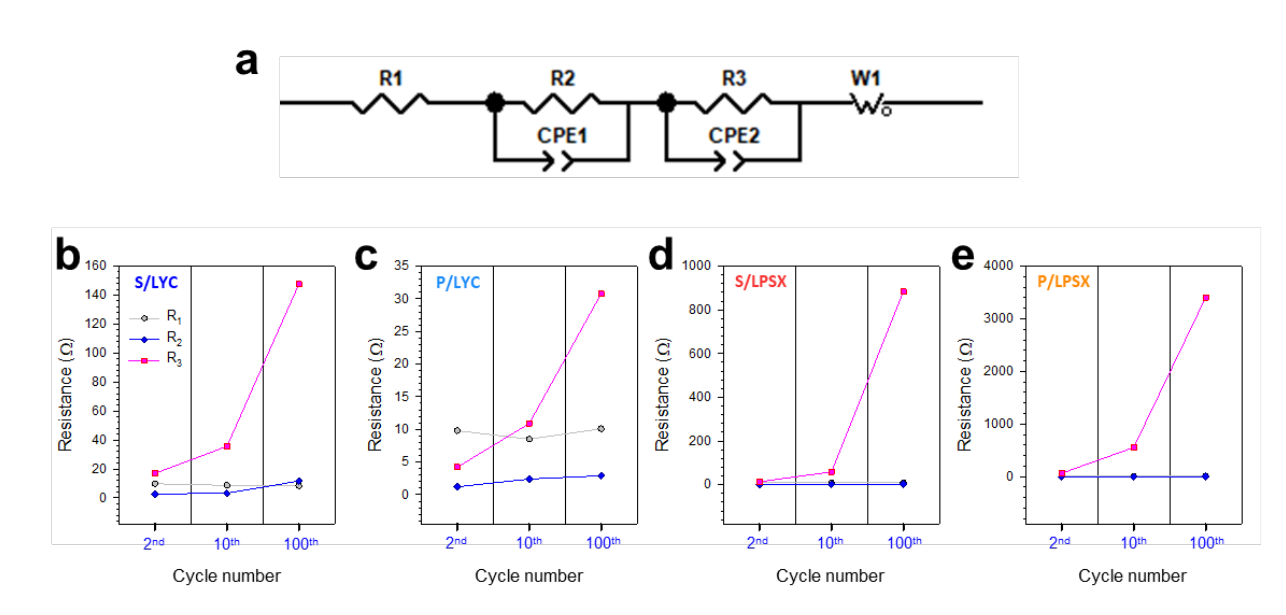 a
R1 R2 R3 W1
CPE1 CPE2
b c d e
160
140
120
100
80
60
40
20
0
Resistance (Ω)
S/LYC
R1
R2
R3
2nd 10th 100th
Cycle number
35
30
25
20
15
10
5
0
Resistance (Ω)
P/LYC
2nd 10th 100th
Cycle number
1000
800
600
400
200
0
Resistance (Ω)
S/LPSX
2nd 10th 100th
Cycle number
4000
3000
2000
1000
0
Resistance (Ω)
P/LPSX
2nd 10th 100th
Cycle number